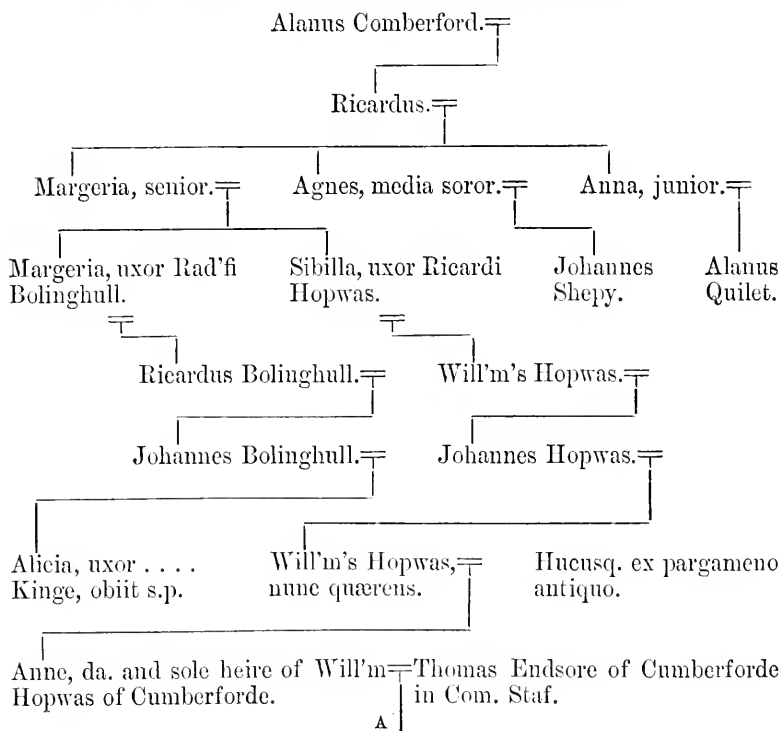 Alanus Comberford.
Ricardus.
Margeria, senior. Agnes, media soror. Anna, junior.
Margeria, uxor Rad'fi Sibilla, uxor Ricardi Johannes Alanus
Bolinghull. Hopwas. Shepy. Quilet.
Ricardus Bolinghull. Will'm's Hopwas.
Johannes Bolinghull. Johannes Hopwas.
Alicia, uxor . . . . Will'm's Hopwas, Hucusq. ex pargameno
Kinge, obiit s.p. nunc quærens. antiquo.
Anne, da. and sole heire of Will'm Thomas Endsore of Cumberforde
Hopwas of Cumberforde. in Com. Staf.
A